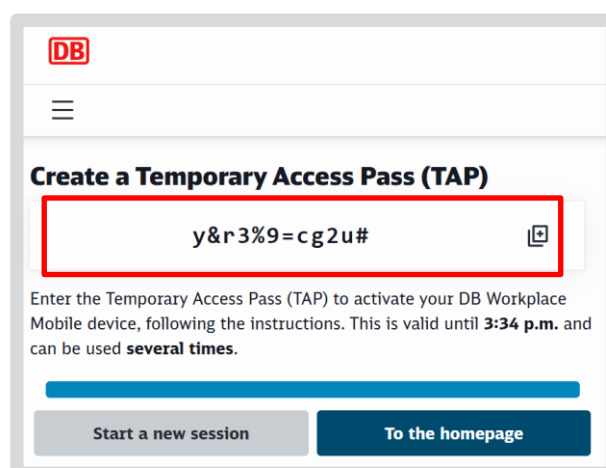 DB
Create a Temporary Access Pass (TAP)
y&r3%9=cg2u#
Enter the Temporary Access Pass (TAP) to activate your DB Workplace
Mobile device, following the instructions. This is valid until 3:34 p.m. and
can be used several times.
Start a new session
To the homepage